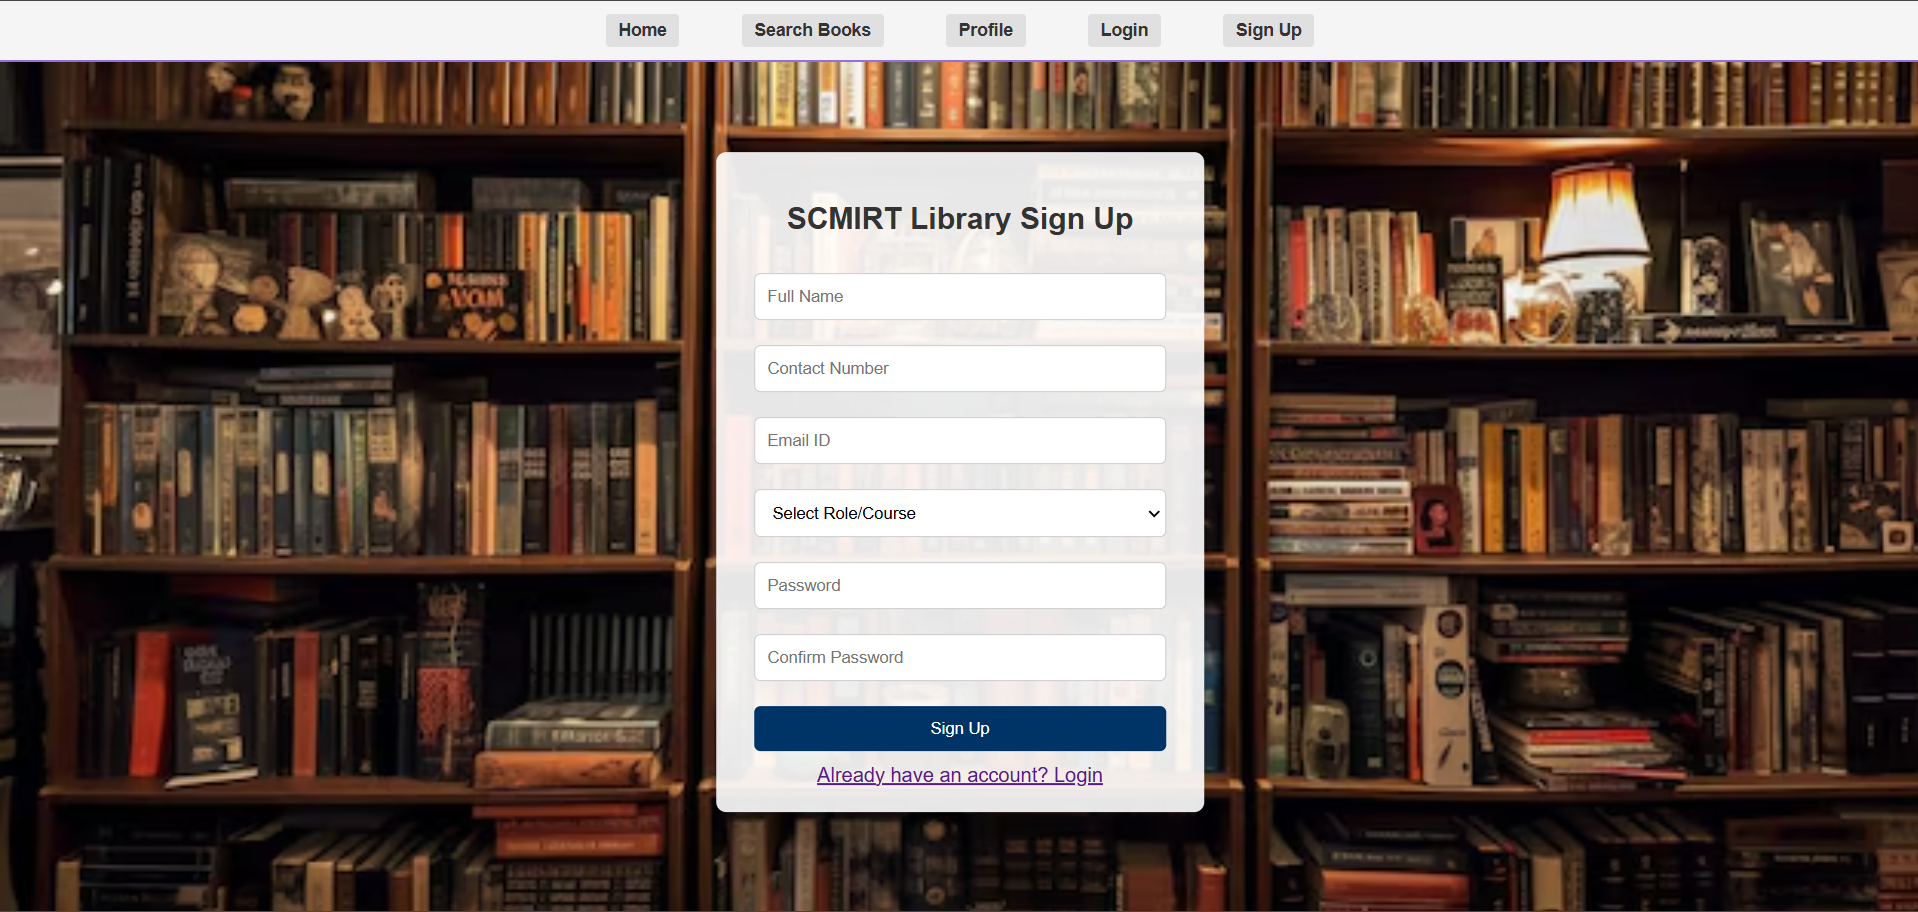 Home
Search Books
Profile
Login
Sign Up
SCMIRT Library Sign Up
Full Name
Contact Number
Email ID
Select Role/Course
Password
Confirm Password
Sign Up
Already have an account? Login